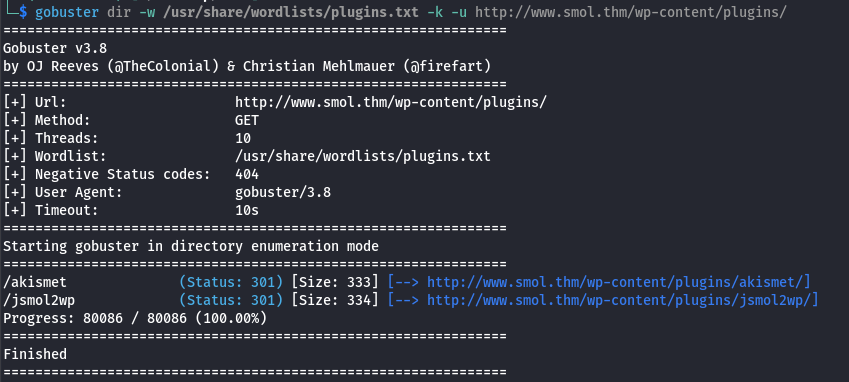 └─$ gobuster dir -w /usr/share/wordlists/plugins.txt -k -u http://www.smol.thm/wp-content/plugins/
===============================================================
Gobuster v3.8
by OJ Reeves (@TheColonial) & Christian Mehlmauer (@firefart)
===============================================================
[+] Url:                     http://www.smol.thm/wp-content/plugins/
[+] Method:                  GET
[+] Threads:                 10
[+] Wordlist:                /usr/share/wordlists/plugins.txt
[+] Negative Status codes:   404
[+] User Agent:              gobuster/3.8
[+] Timeout:                 10s
===============================================================
Starting gobuster in directory enumeration mode
===============================================================
/akismet              (Status: 301) [Size: 333] [--> http://www.smol.thm/wp-content/plugins/akismet/]
/jsmol2wp             (Status: 301) [Size: 334] [--> http://www.smol.thm/wp-content/plugins/jsmol2wp/]
Progress: 80086 / 80086 (100.00%)
===============================================================
Finished
===============================================================